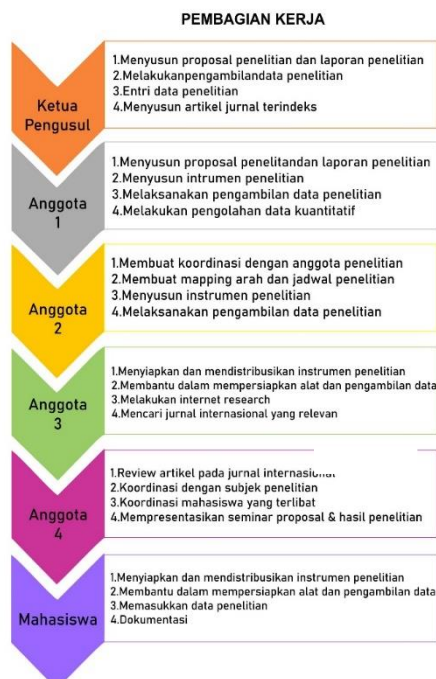 PEMBAGIAN KERJA
Ketua
Pengusul
1.Menyusun proposal penelitian dan laporan penelitian
2.Melakukanpengambilandata penelitian
3.Entri data penelitian
4.Menyusun artikel jurnal terindeks
Anggota
1
1.Menyusun proposal penelitandan laporan penelitian
2.Menyusun intrumen penelitian
3.Melaksanakan pengambilan data penelitian
4.Melakukan pengolahan data kuantitatif
Anggota
2
1.Membuat koordinasi dengan anggota penelitian
2.Membuat mapping arah dan jadwal penelitian
3.Menyusun instrumen penelitian
4.Melaksanakan pengambilan data penelitian
Anggota
3
1.Menyiapkan dan mendistribusikan instrumen penelitian
2.Membantu dalam mempersiapkan alat dan pengambilan data
3.Melakukan internet research
4.Mencari jurnal internasional yang relevan
Anggota
4
1.Review artikel pada jurnal internasional
2.Koordinasi dengan subjek penelitian
3.Koordinasi mahasiswa yang terlibat
4.Mempresentasikan seminar proposal & hasil penelitian
Mahasiswa
1.Menyiapkan dan mendistribusikan instrumen penelitian
2.Membantu dalam mempersiapkan alat dan pengambilan data
3.Memasukkan data penelitian
4.Dokumentasi